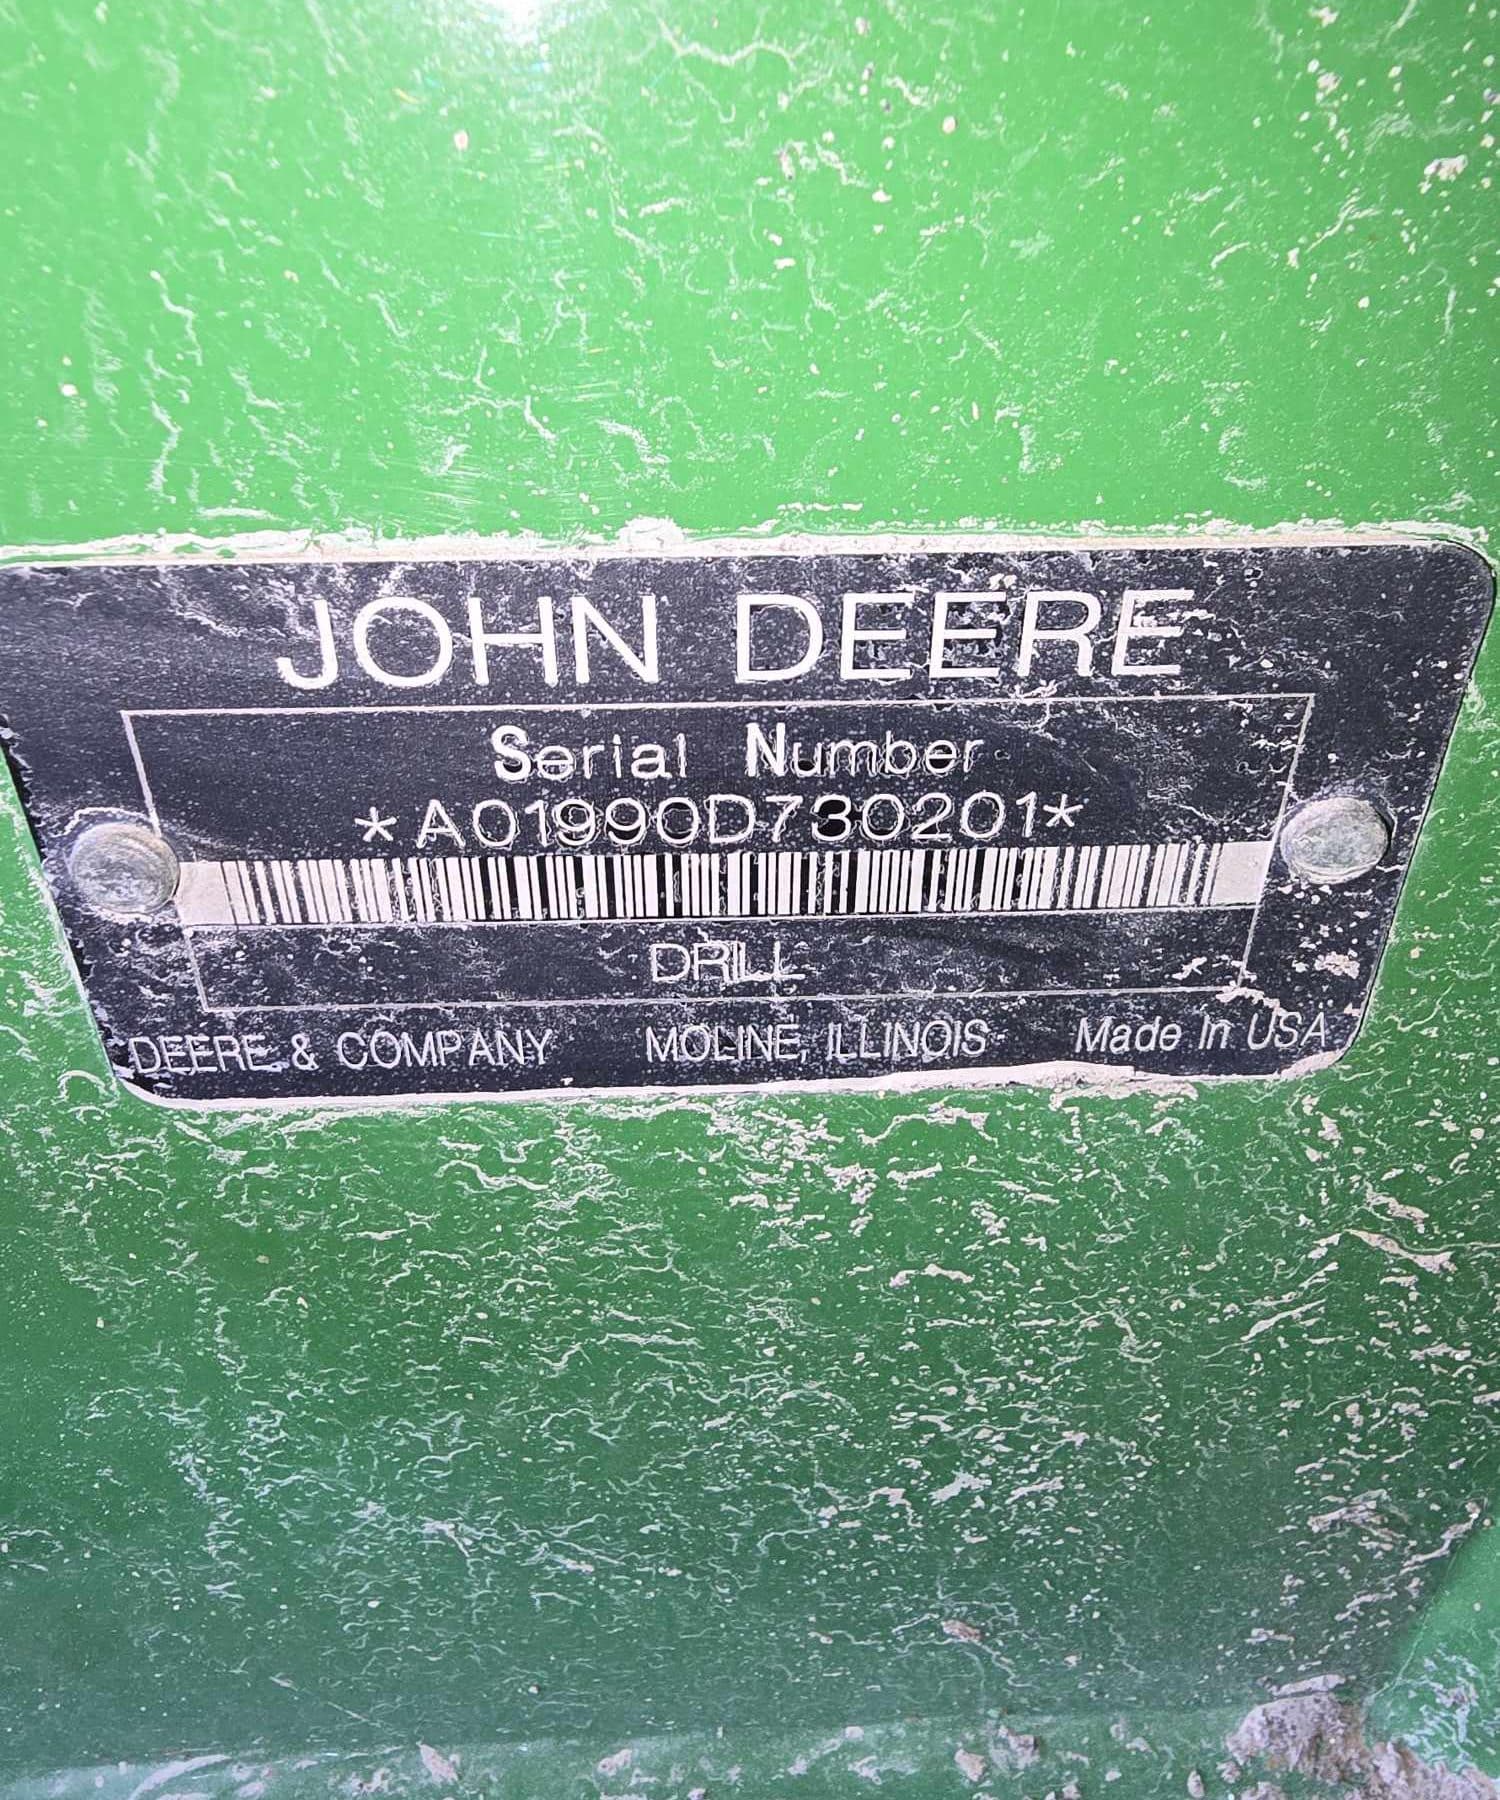 JOHN DEERE
Serial Number
*A01990D730201*
DRILL
DEERE & COMPANY MOLINE, ILLINOIS Made In USA